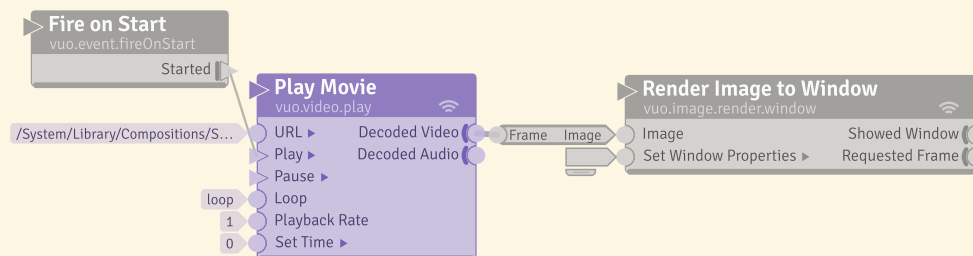 Fire on Start
vuo.event.fireOnStart
Started
Play Movie
vuo.video.play
/System/Library/Compositions/S...
URL
Decoded Video
Play
Decoded Audio
Pause
loop
Loop
1
Playback Rate
0
Set Time
Frame Image
Render Image to Window
vuo.image.render.window
Image
Showed Window
Set Window Properties
Requested Frame